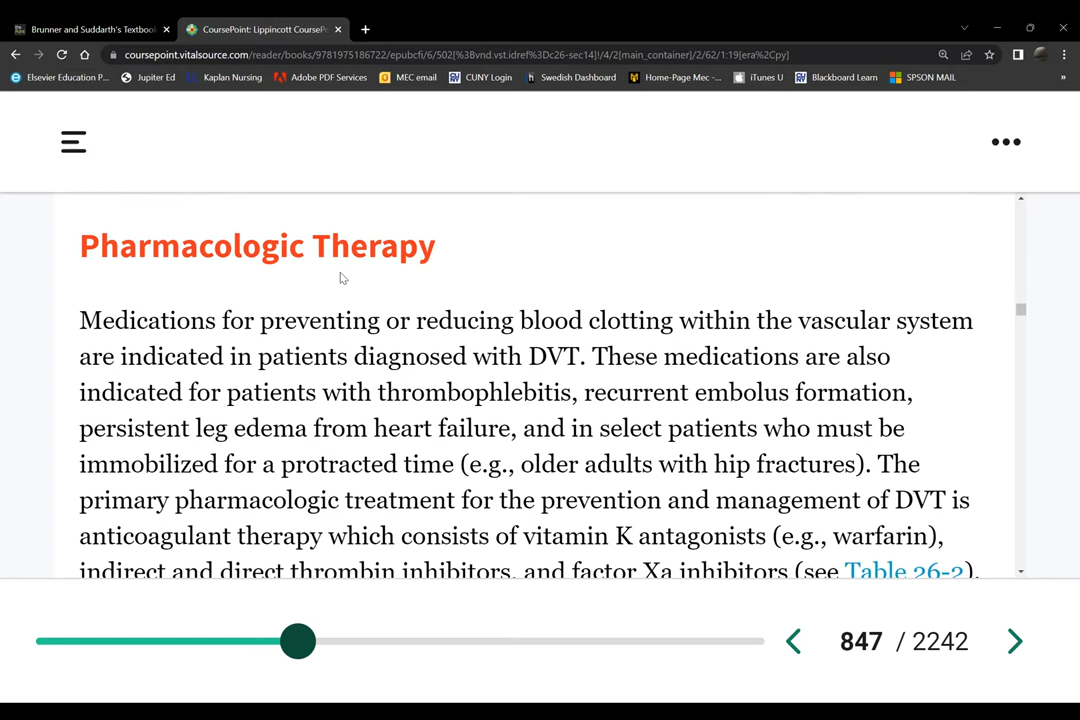 Brunner and Suddarth's Textbook
CoursePoint: Lippincott CourseP
coursepoint.vitalsource.com/reader/books/9781975186722/epubcfi/6/502[%3Bvnd.vst.idref%3Dc26-sec14]!/4/2[main_container]/2/62/1:19[era%2Cpy]
Elsevier Education P... Jupiter Ed Kaplan Nursing Adobe PDF Services MEC email CUNY Login Swedish Dashboard Home-Page Mec -... iTunes U Blackboard Learn SPSON MAIL »
Pharmacologic Therapy
Medications for preventing or reducing blood clotting within the vascular system
are indicated in patients diagnosed with DVT. These medications are also
indicated for patients with thrombophlebitis, recurrent embolus formation,
persistent leg edema from heart failure, and in select patients who must be
immobilized for a protracted time (e.g., older adults with hip fractures). The
primary pharmacologic treatment for the prevention and management of DVT is
anticoagulant therapy which consists of vitamin K antagonists (e.g., warfarin),
indirect and direct thrombin inhibitors, and factor Xa inhibitors (see Table 26-2).
847 / 2242